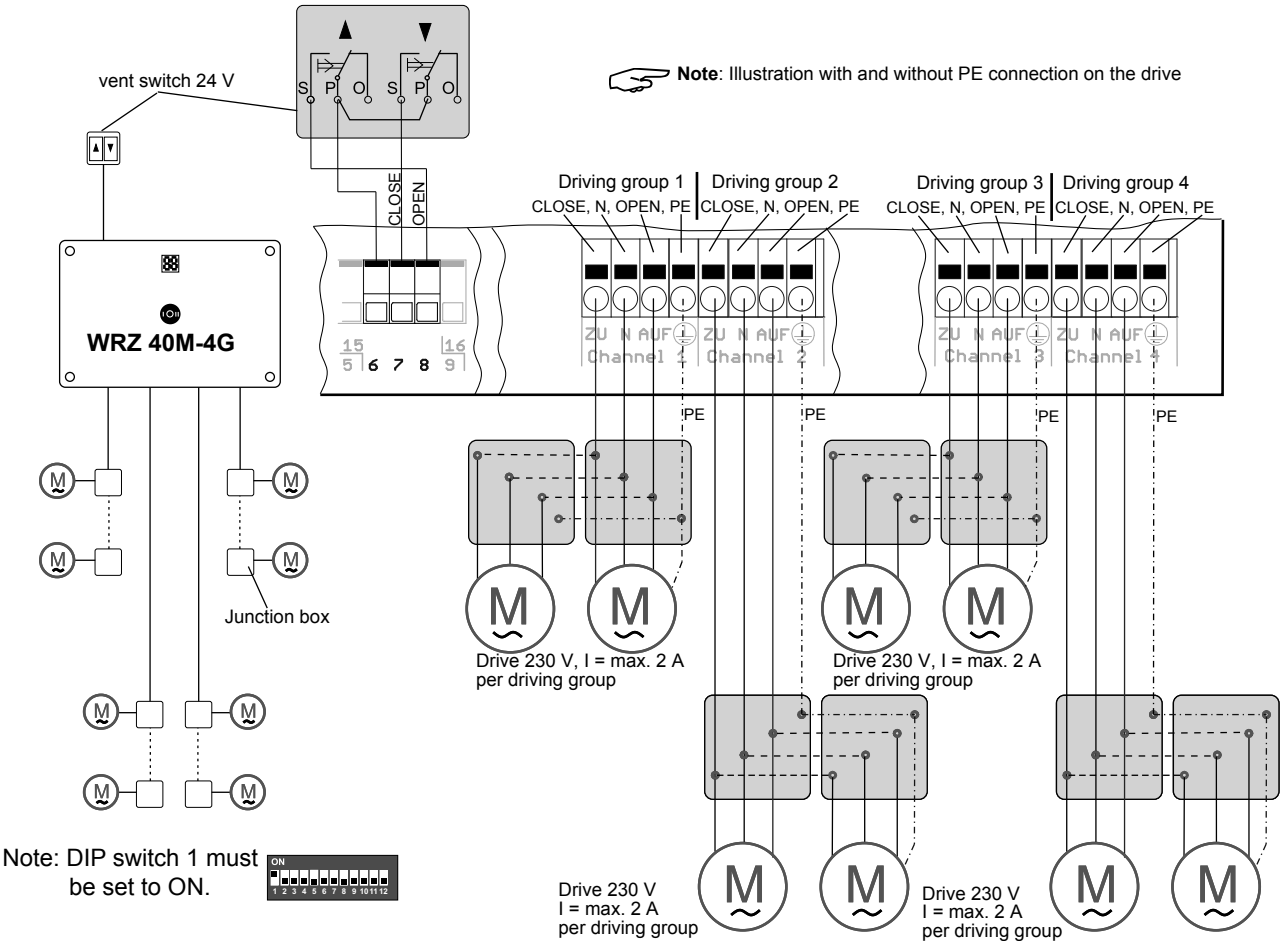 vent switch 24 V
S P O S P O
Note: Illustration with and without PE connection on the drive
CLOSE
OPEN
Driving group 1 Driving group 2
CLOSE, N, OPEN, PE CLOSE, N, OPEN, PE
Driving group 3 Driving group 4
CLOSE, N, OPEN, PE CLOSE, N, OPEN, PE
WRZ 40M-4G
15 16
5 6 7 8 9
ZU N AUF ZU N AUF
Channel 1 Channel 2
ZU N AUF ZU N AUF
Channel 3 Channel 4
PE PE PE PE
M M
M M
Junction box
M M M M
Drive 230 V, I = max. 2 A
per driving group
Drive 230 V, I = max. 2 A
per driving group
M M
M M
Note: DIP switch 1 must
be set to ON.
ON
1 2 3 4 5 6 7 8 9 10 11 12
M M M M
Drive 230 V
I = max. 2 A
per driving group
Drive 230 V
I = max. 2 A
per driving group